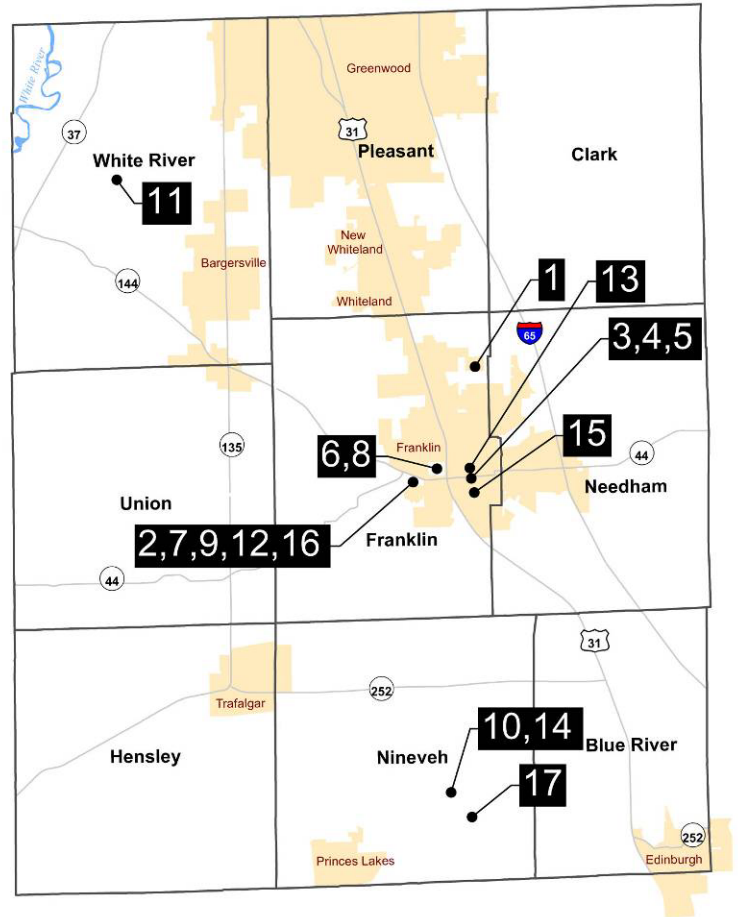 Greenwood
White River
31
37
Pleasant
White River
Clark
11
New
Whiteland
Bargersville
1
13
144
Whiteland
65
3,4,5
15
135
6,8
Franklin
44
Needham
Union
2,7,9,12,16
Franklin
44
31
252
Trafalgar
10,14
Hensley
Nineveh
Blue River
17
252
Princes Lakes
Edinburgh